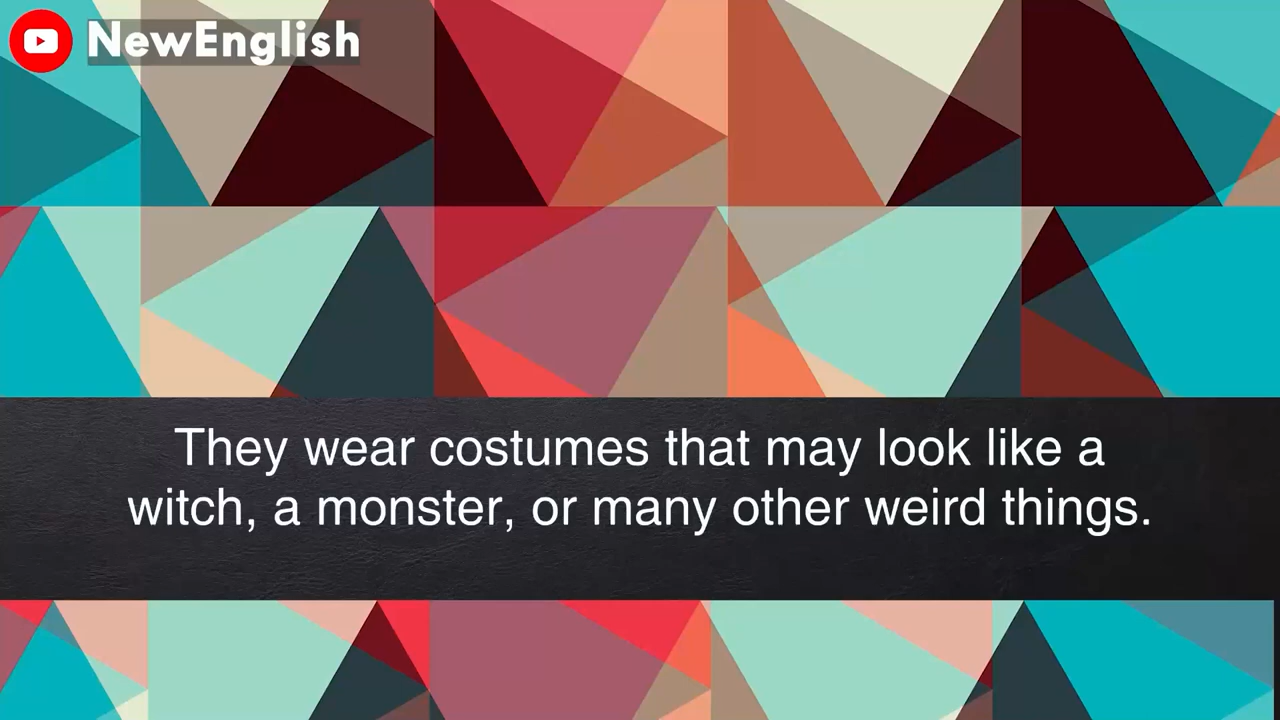 NewEnglish
They wear costumes that may look like a
witch, a monster, or many other weird things.